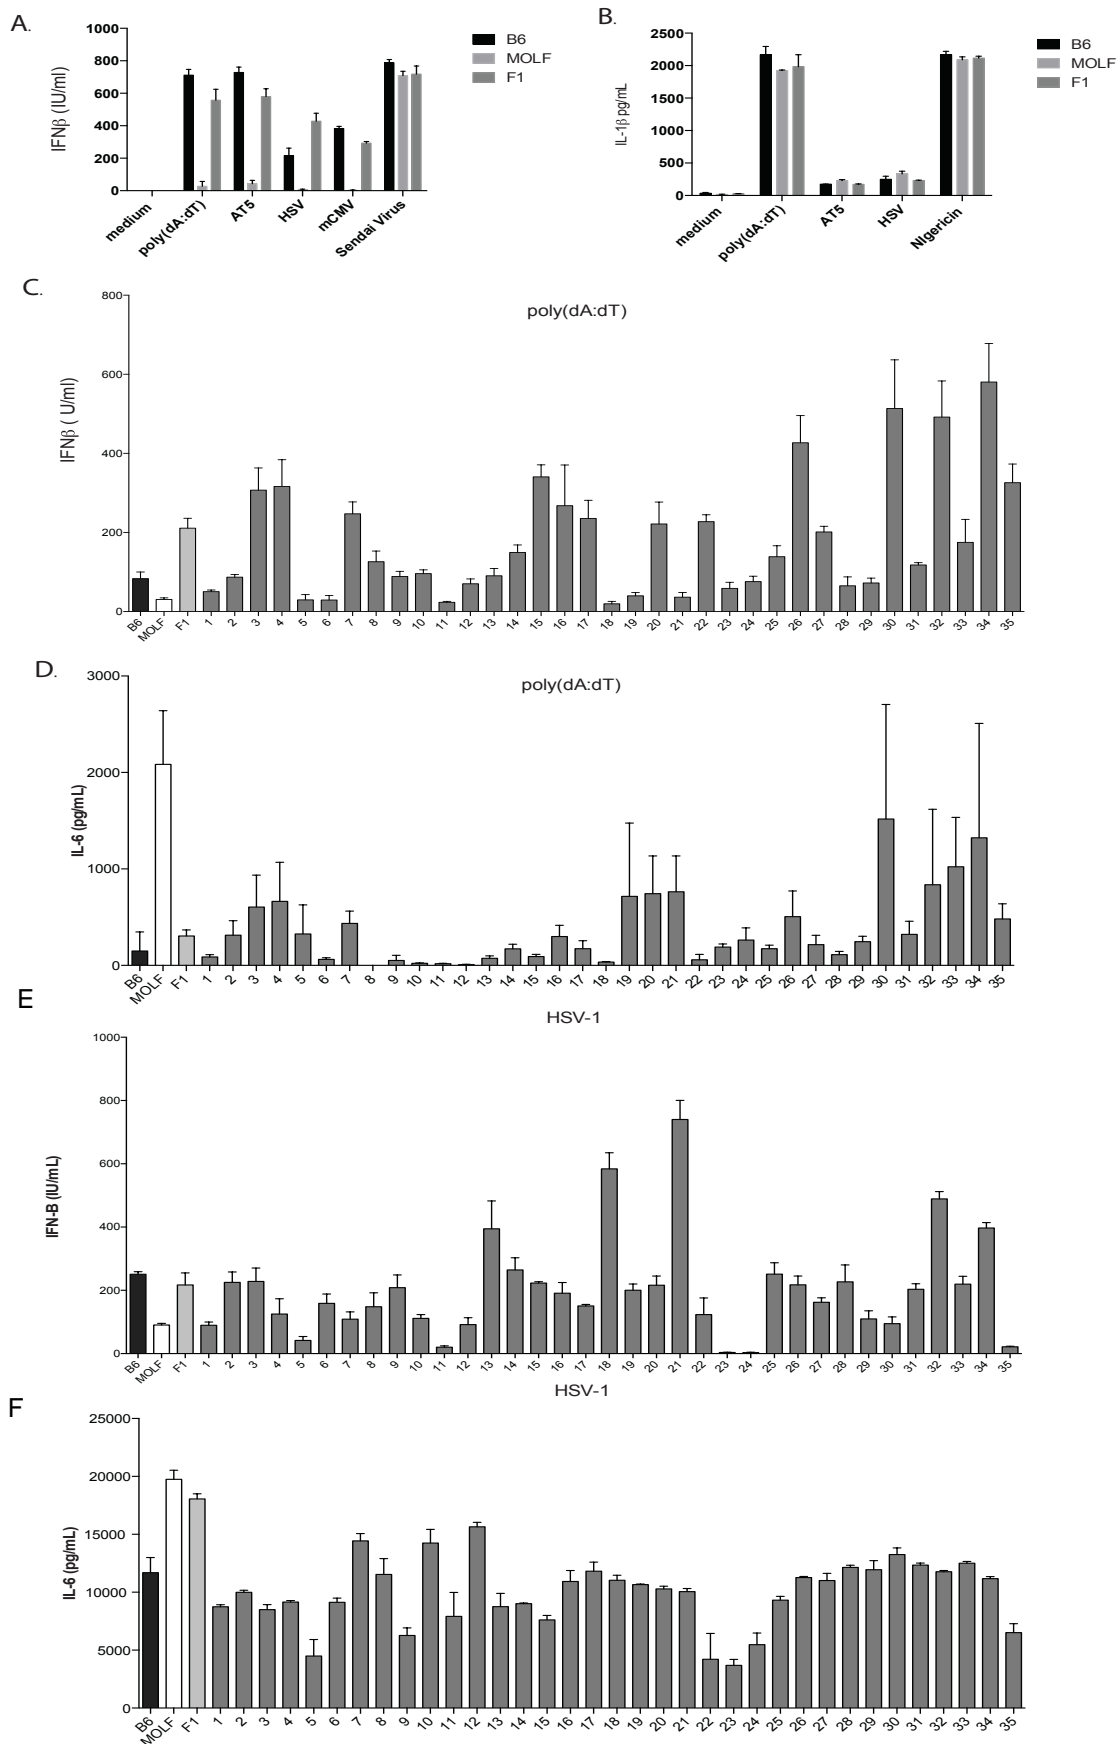 A.
1000
800
600
400
200
0
IFNβ (IU/ml)
medium
poly(dA:dT)
AT5
HSV
mCMV
Sendai Virus
B6
MOLF
F1
B.
2500
2000
1500
1000
500
0
IL-1β pg/mL
medium
poly(dA:dT)
AT5
HSV
NIgericin
B6
MOLF
F1
C.
poly(dA:dT)
800
600
400
200
0
IFNβ ( U/ml)
B6 MOLF F1 1 2 3 4 5 6 7 8 9 10 11 12 13 14 15 16 17 18 19 20 21 22 23 24 25 26 27 28 29 30 31 32 33 34 35
D.
poly(dA:dT)
3000
2000
1000
0
IL-6 (pg/mL)
B6 MOLF F1 1 2 3 4 5 6 7 8 9 10 11 12 13 14 15 16 17 18 19 20 21 22 23 24 25 26 27 28 29 30 31 32 33 34 35
E
HSV-1
1000
800
600
400
200
0
IFN-B (IU/mL)
B6 MOLF F1 1 2 3 4 5 6 7 8 9 10 11 12 13 14 15 16 17 18 19 20 21 22 23 24 25 26 27 28 29 30 31 32 33 34 35
F
HSV-1
25000
20000
15000
10000
5000
0
IL-6 (pg/mL)
B6 MOLF F1 1 2 3 4 5 6 7 8 9 10 11 12 13 14 15 16 17 18 19 20 21 22 23 24 25 26 27 28 29 30 31 32 33 34 35